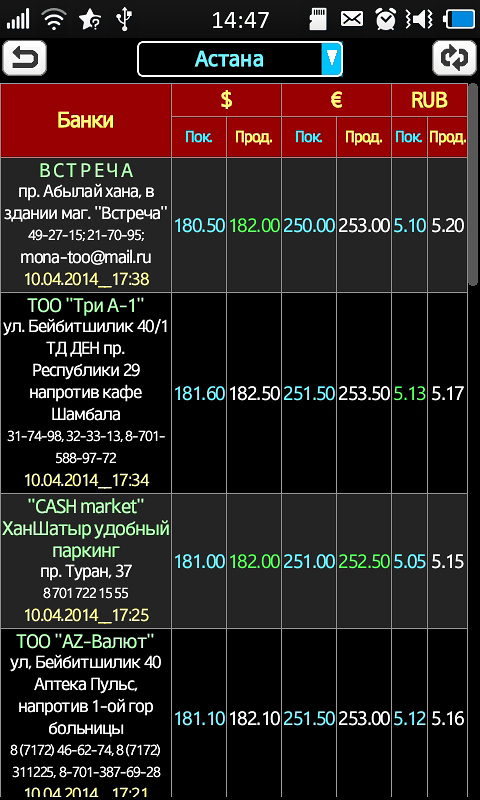 14:47
Астана
Банки
$ € RUB
Пок. Прод. Пок. Прод. Пок. Прод.
ВСТРЕЧА
пр. Абылай хана, в
здании маг. "Встреча"
49-27-15; 21-70-95;
mona-too@mail.ru
10.04.2014__17:38
180.50 182.00 250.00 253.00 5.10 5.20
ТОО "Три А-1"
ул. Бейбитшилик 40/1
ТД ДЕН пр.
Республики 29
напротив кафе
Шамбала
31-74-98, 32-33-13, 8-701-
588-97-72
10.04.2014__17:34
181.60 182.50 251.50 253.50 5.13 5.17
"CASH market"
ХанШатыр удобный
паркинг
пр. Туран, 37
8 701 722 15 55
10.04.2014__17:25
181.00 182.00 251.00 252.50 5.05 5.15
ТОО "AZ-Валют"
ул, Бейбитшилик 40
Аптека Пульс,
напротив 1-ой гор
больницы
8 (7172) 46-62-74, 8 (7172)
311225, 8-701-387-69-28
10.04.2014__17:21
181.10 182.10 251.50 253.00 5.12 5.16